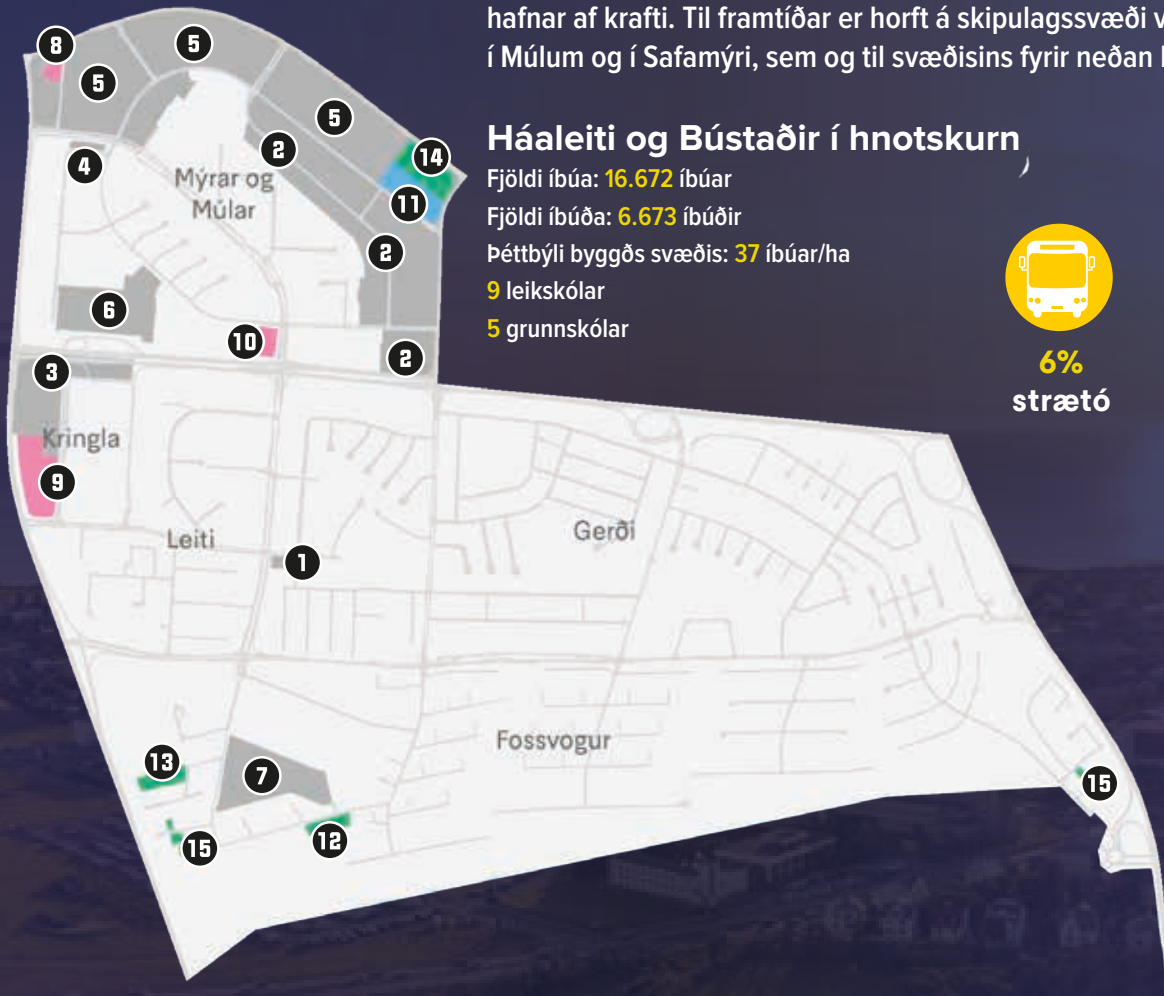 hafnar af krafti. Til framtíðar er horft á skipulagssvæði
í Múlum og í Safamýri, sem og til svæðisins fyrir neðan
Háaleiti og Bústaðir í hnotskurn
Fjöldi íbúa: 16.672 íbúar
Fjöldi íbúða: 6.673 íbúðir
Þéttbýli byggðs svæðis: 37 íbúar/ha
9 leikskólar
5 grunnskólar
6%
strætó
8
5
5
5
4
2
14
Mýrar og
Múlar
11
2
6
10
2
3
Kringla
9
Leiti
1
Gerði
Fossvogur
13
7
15
15
12